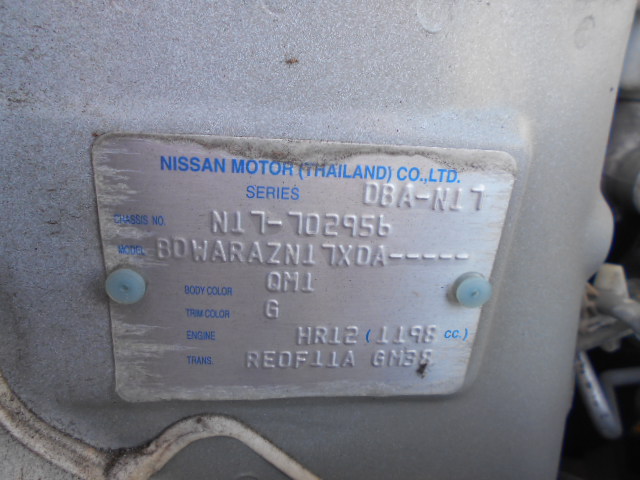 NISSAN MOTOR (THAILAND) CO.,LTD.
SERIES DBA-N17
CHASSIS NO. N17-702956
MODEL BDWARAZN17XDA-----
BODY COLOR QM1
TRIM COLOR G
ENGINE HR12 ( 1198 cc.)
TRANS. RE0F11A GM38